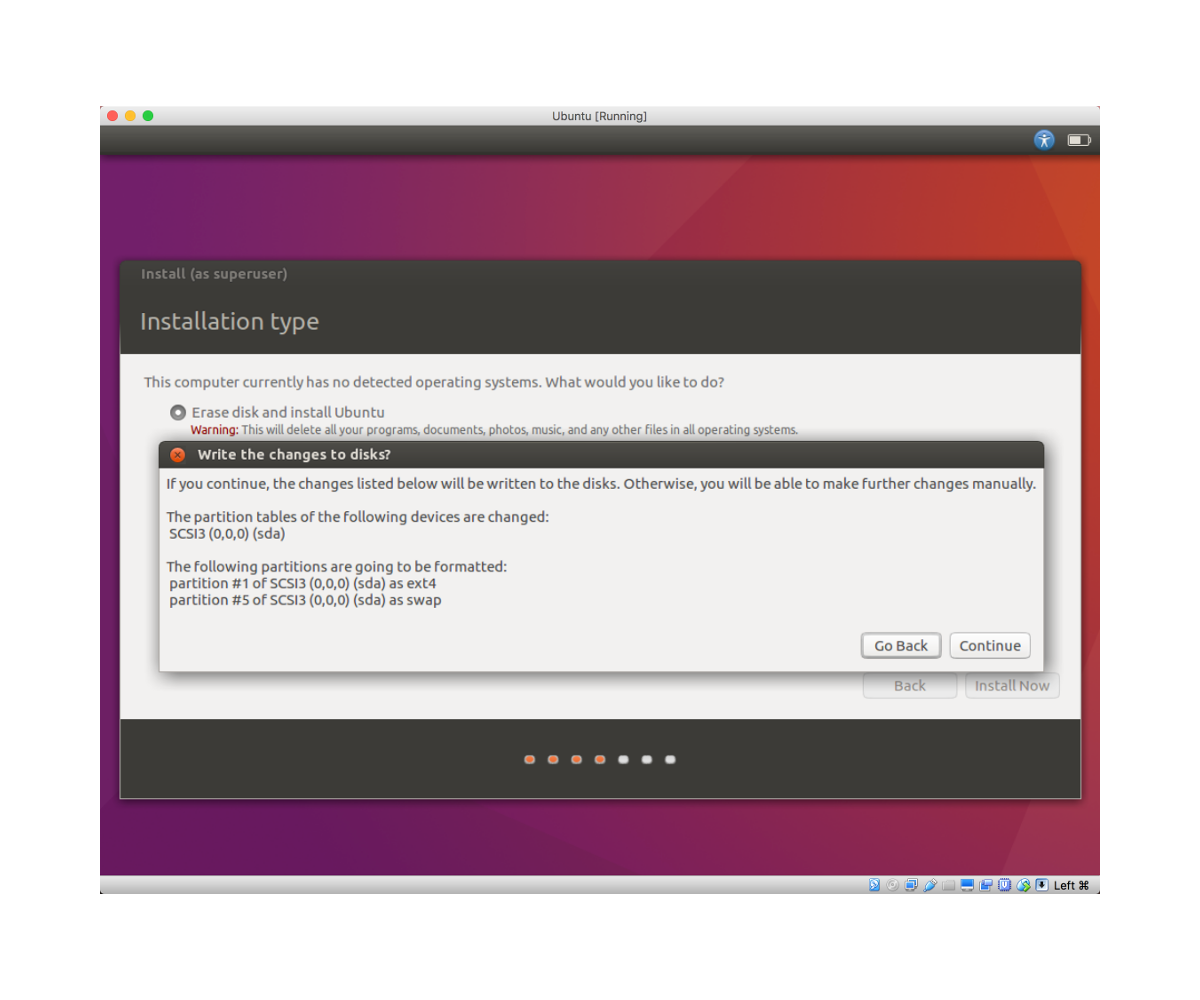 Ubuntu [Running]
Install (as superuser)
Installation type
This computer currently has no detected operating systems. What would you like to do?
Erase disk and install Ubuntu
Warning: This will delete all your programs, documents, photos, music, and any other files in all operating systems.
Write the changes to disks?
If you continue, the changes listed below will be written to the disks. Otherwise, you will be able to make further changes manually.
The partition tables of the following devices are changed:
SCSI3 (0,0,0) (sda)
The following partitions are going to be formatted:
partition #1 of SCSI3 (0,0,0) (sda) as ext4
partition #5 of SCSI3 (0,0,0) (sda) as swap
Go Back Continue
Back Install Now
Left ⌘